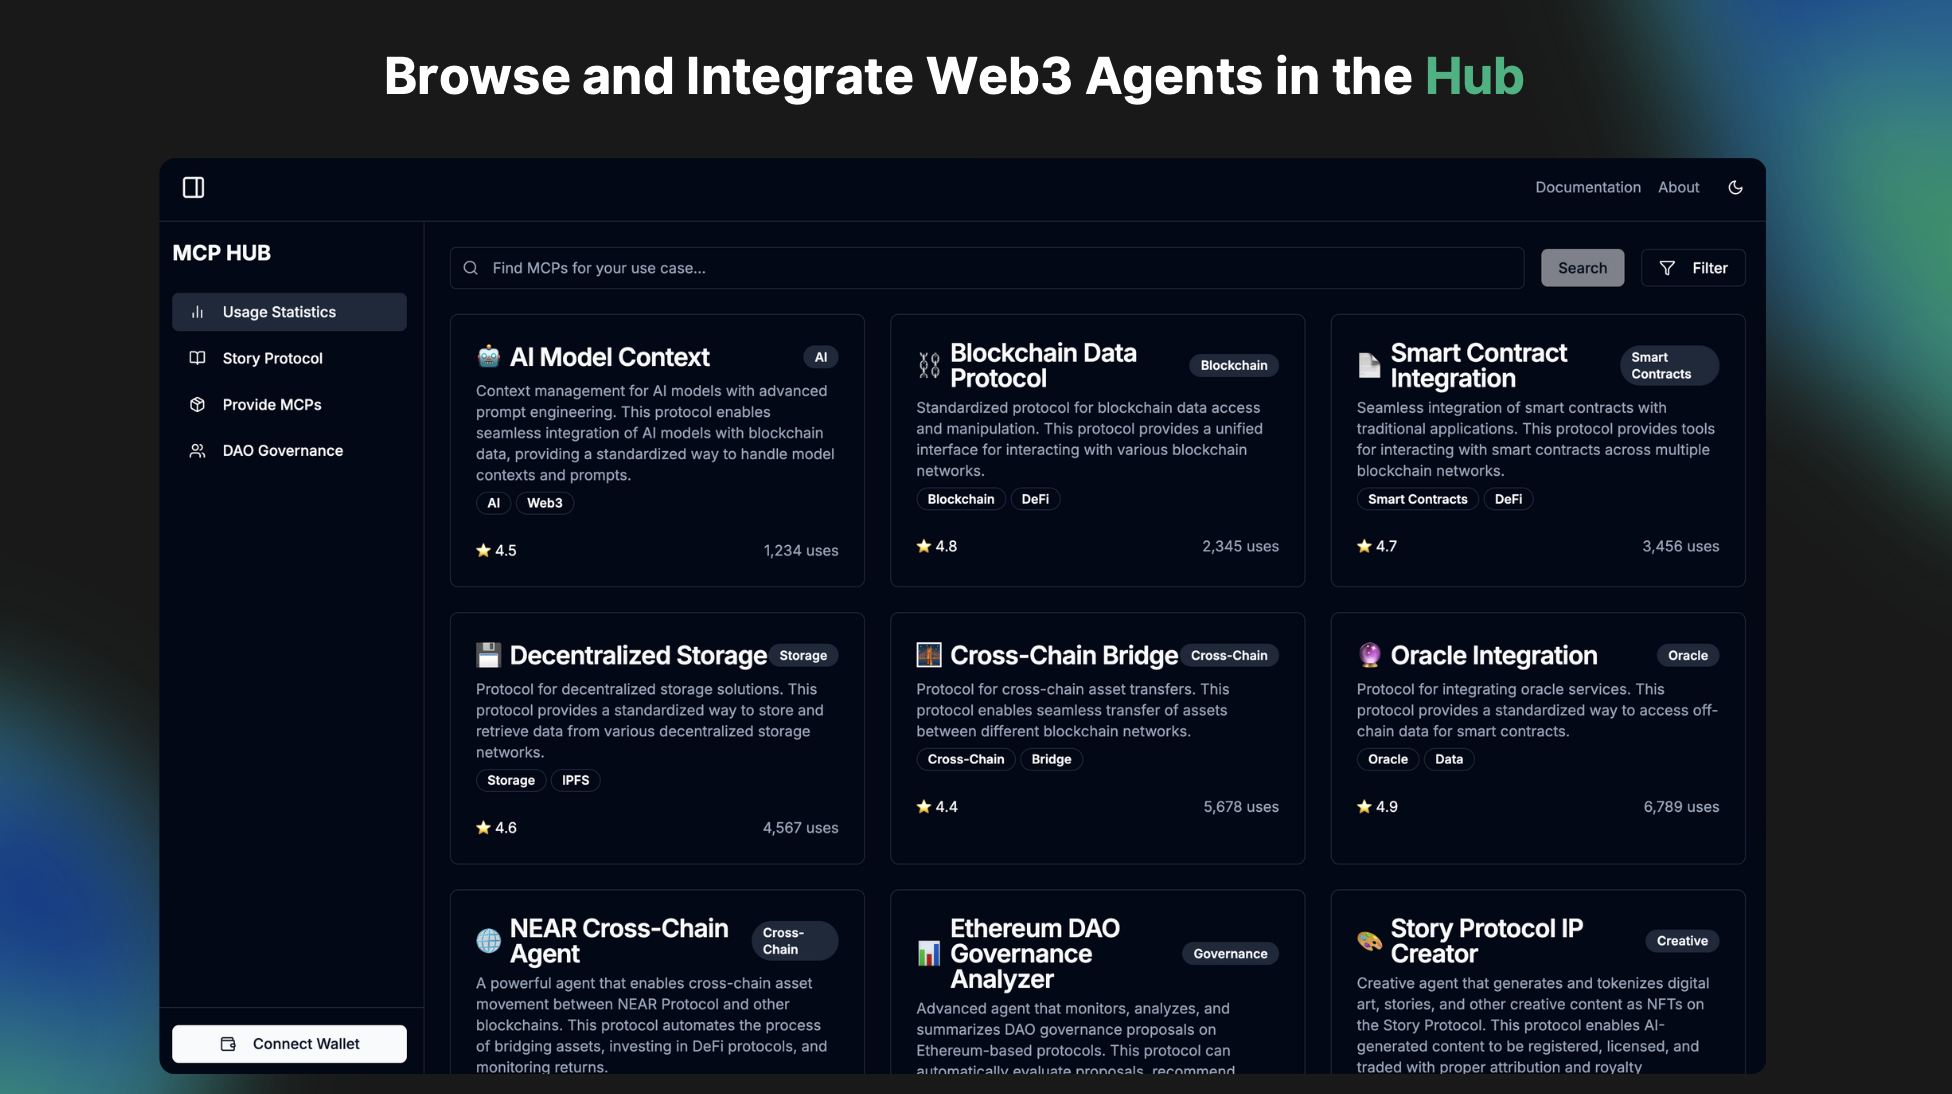 Browse and Integrate Web3 Agents in the Hub
Documentation
About
MCP HUB
Usage Statistics
Story Protocol
Provide MCPs
DAO Governance
Connect Wallet
Find MCPs for your use case...
Search
Filter
AI Model Context
AI
Context management for AI models with advanced
prompt engineering. This protocol enables
seamless integration of AI models with blockchain
data, providing a standardized way to handle model
contexts and prompts.
AI
Web3
4.5
1,234 uses
Blockchain Data
Protocol
Blockchain
Standardized protocol for blockchain data access
and manipulation. This protocol provides a unified
interface for interacting with various blockchain
networks.
Blockchain
DeFi
4.8
2,345 uses
Smart Contract
Integration
Smart
Contracts
Seamless integration of smart contracts with
traditional applications. This protocol provides tools
for interacting with smart contracts across multiple
blockchain networks.
Smart Contracts
DeFi
4.7
3,456 uses
Decentralized Storage
Storage
Protocol for decentralized storage solutions. This
protocol provides a standardized way to store and
retrieve data from various decentralized storage
networks.
Storage
IPFS
4.6
4,567 uses
Cross-Chain Bridge
Cross-Chain
Protocol for cross-chain asset transfers. This
protocol enables seamless transfer of assets
between different blockchain networks.
Cross-Chain
Bridge
4.4
5,678 uses
Oracle Integration
Oracle
Protocol for integrating oracle services. This
protocol provides a standardized way to access off-
chain data for smart contracts.
Oracle
Data
4.9
6,789 uses
NEAR Cross-Chain
Agent
Cross-
Chain
A powerful agent that enables cross-chain asset
movement between NEAR Protocol and other
blockchains. This protocol automates the process
of bridging assets, investing in DeFi protocols, and
monitoring returns.
Ethereum DAO
Governance
Analyzer
Governance
Advanced agent that monitors, analyzes, and
summarizes DAO governance proposals on
Ethereum-based protocols. This protocol can
automatically evaluate proposals, recommend
Story Protocol IP
Creator
Creative
Creative agent that generates and tokenizes digital
art, stories, and other creative content as NFTs on
the Story Protocol. This protocol enables AI-
generated content to be registered, licensed, and
traded with proper attribution and royalty